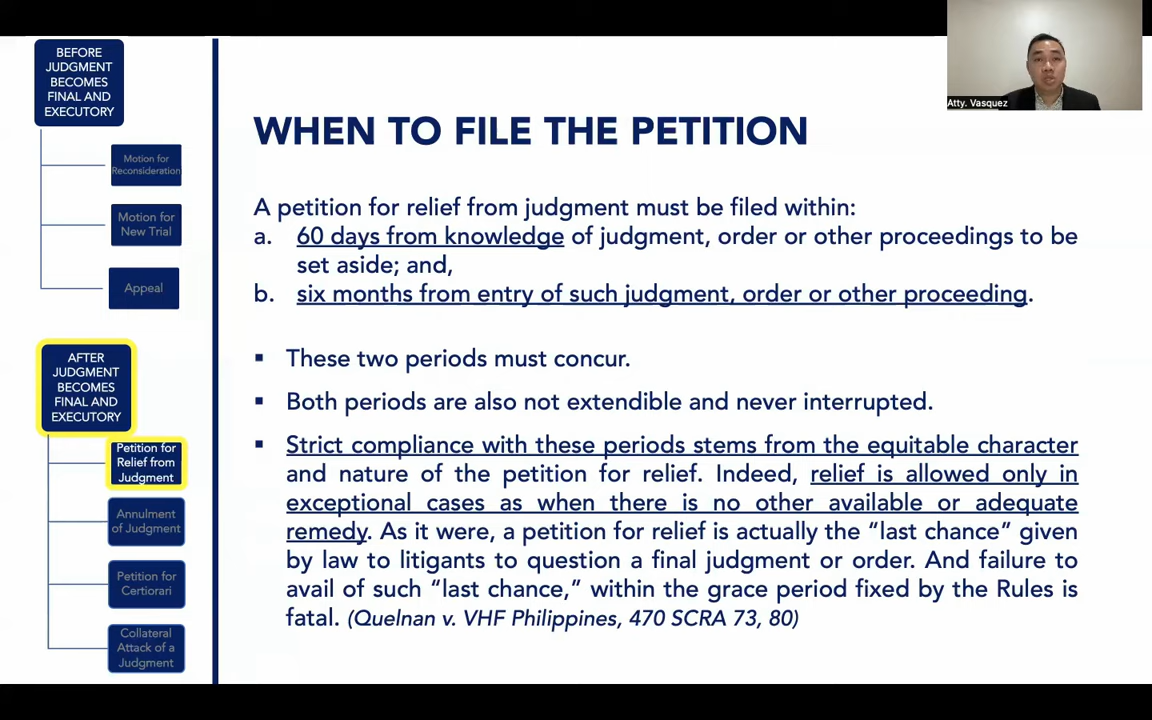 BEFORE
JUDGMENT
BECOMES
FINAL AND
EXECUTORY
Motion for
Reconsideration
Motion for
New Trial
Appeal
AFTER
JUDGMENT
BECOMES
FINAL AND
EXECUTORY
Petition for
Relief from
Judgment
Annulment
of Judgment
Petition for
Certiorari
Collateral
Attack of a
Judgment
WHEN TO FILE THE PETITION
A petition for relief from judgment must be filed within:
a. 60 days from knowledge of judgment, order or other proceedings to be
set aside; and,
b. six months from entry of such judgment, order or other proceeding.
▪ These two periods must concur.
▪ Both periods are also not extendible and never interrupted.
▪ Strict compliance with these periods stems from the equitable character
and nature of the petition for relief. Indeed, relief is allowed only in
exceptional cases as when there is no other available or adequate
remedy. As it were, a petition for relief is actually the “last chance” given
by law to litigants to question a final judgment or order. And failure to
avail of such “last chance,” within the grace period fixed by the Rules is
fatal. (Quelnan v. VHF Philippines, 470 SCRA 73, 80)
Atty. Vasquez